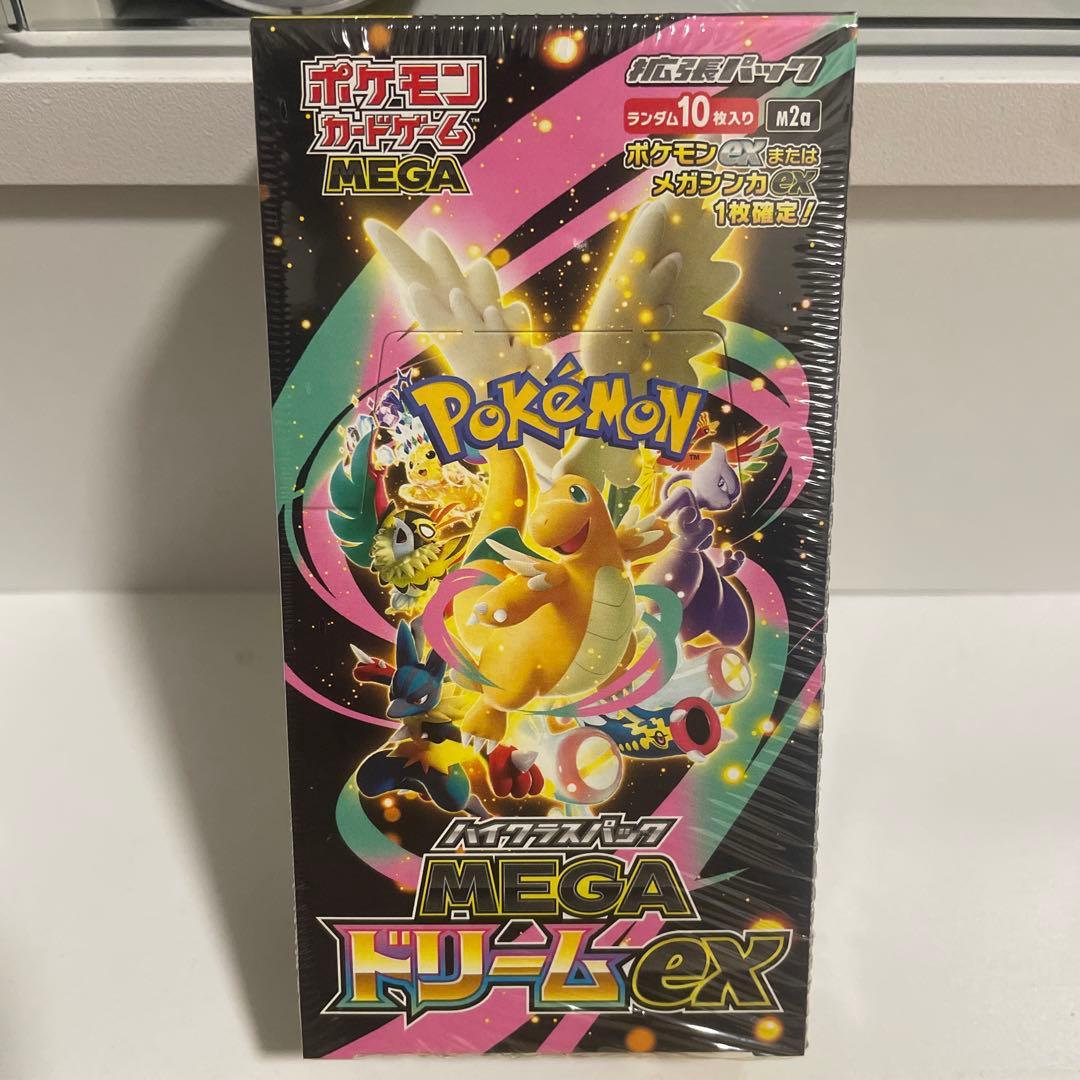 ポケモン
カードゲーム™
MEGA
拡張パック
ランダム10枚入り M2a
ポケモンexまたは
メガシンカex
1枚確定!
POKéMON™
ハイクラスパック
MEGA
ドリームex